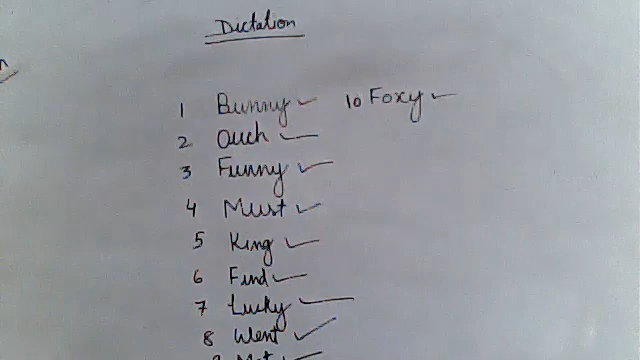 Dictation
1 Bunny ✓ 10 Foxy ✓
2 Ouch ✓
3 Funny ✓
4 Must ✓
5 King ✓
6 Find ✓
7 Lucky ✓
8 Went ✓